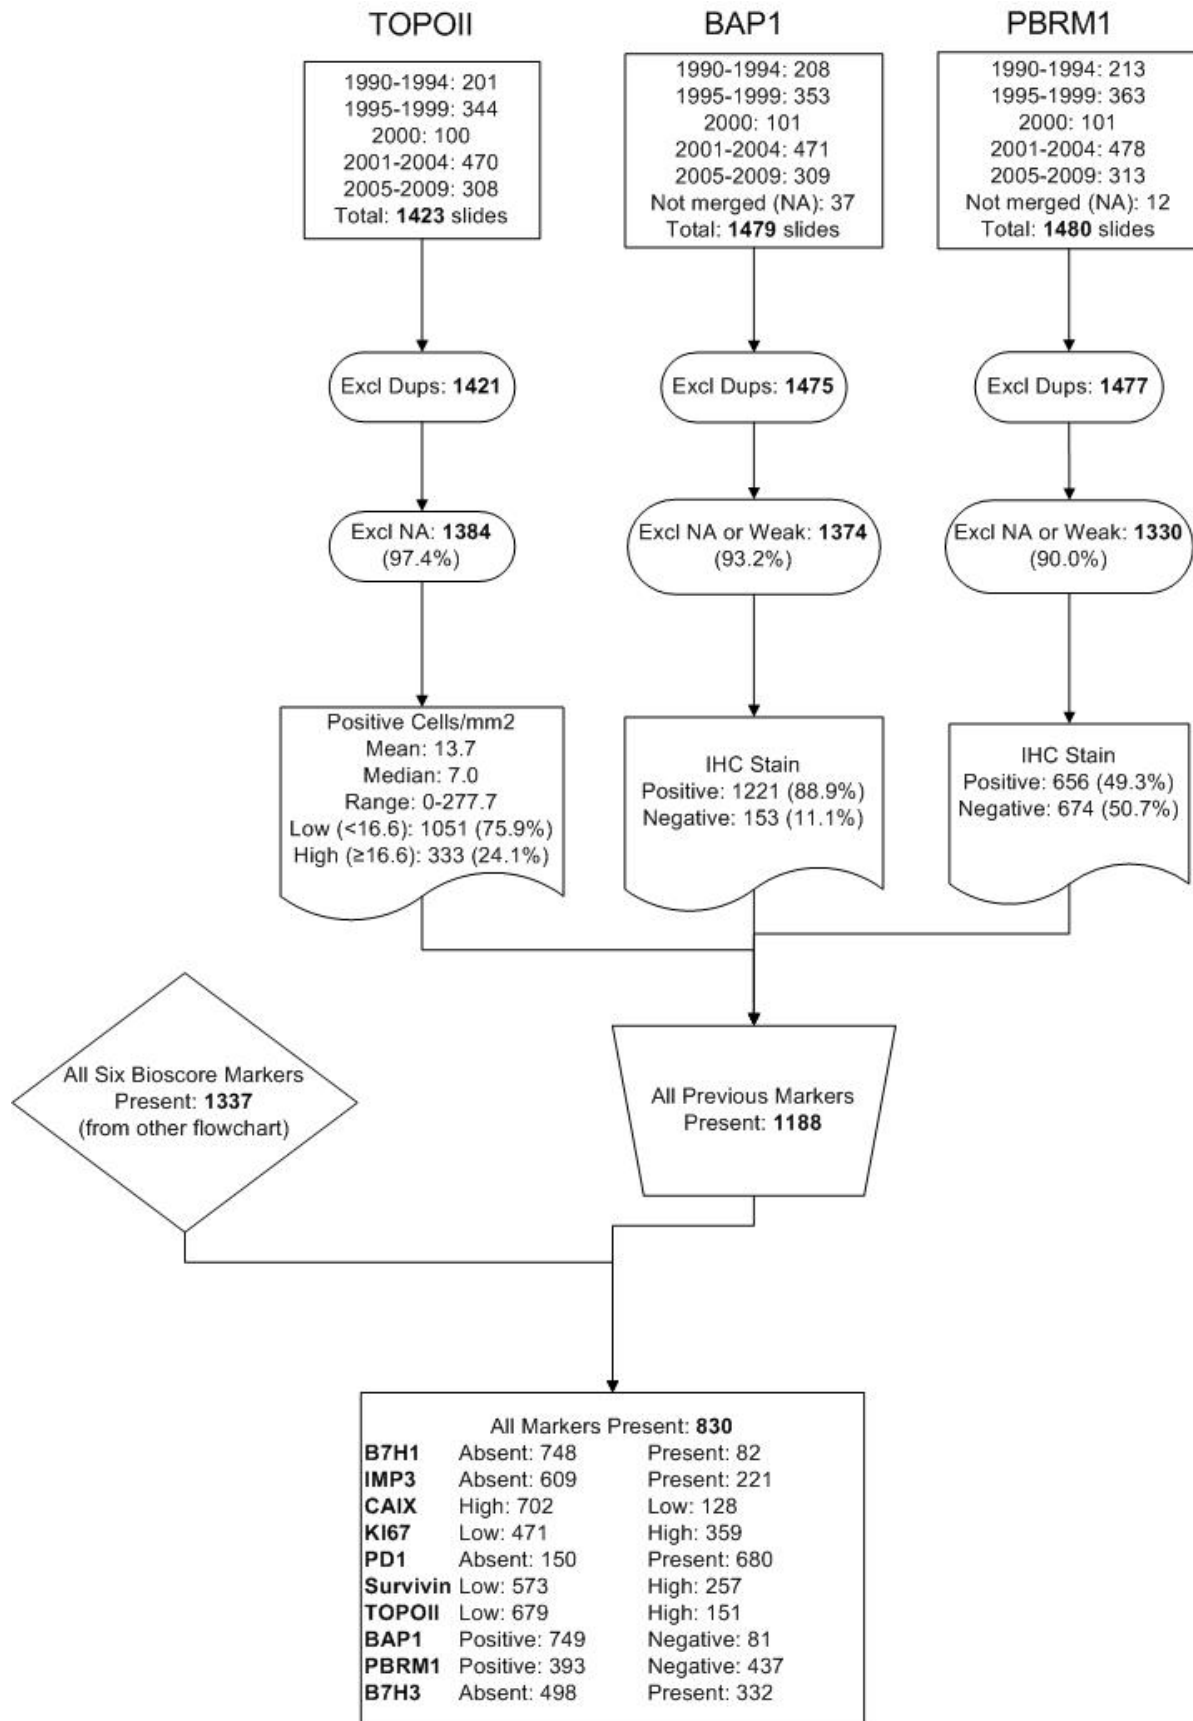 TOPOII
1990-1994: 201
1995-1999: 344
2000: 100
2001-2004: 470
2005-2009: 308
Total: 1423 slides
Excl Dups: 1421
Excl NA: 1384
(97.4%)
Positive Cells/mm2
Mean: 13.7
Median: 7.0
Range: 0-277.7
Low (<16.6): 1051 (75.9%)
High (≥16.6): 333 (24.1%)
BAP1
1990-1994: 208
1995-1999: 353
2000: 101
2001-2004: 471
2005-2009: 309
Not merged (NA): 37
Total: 1479 slides
Excl Dups: 1475
Excl NA or Weak: 1374
(93.2%)
IHC Stain
Positive: 1221 (88.9%)
Negative: 153 (11.1%)
PBRM1
1990-1994: 213
1995-1999: 363
2000: 101
2001-2004: 478
2005-2009: 313
Not merged (NA): 12
Total: 1480 slides
Excl Dups: 1477
Excl NA or Weak: 1330
(90.0%)
IHC Stain
Positive: 656 (49.3%)
Negative: 674 (50.7%)
All Six Bioscore Markers
Present: 1337
(from other flowchart)
All Previous Markers
Present: 1188
All Markers Present: 830
B7H1 Absent: 748 Present: 82
IMP3 Absent: 609 Present: 221
CAIX High: 702 Low: 128
KI67 Low: 471 High: 359
PD1 Absent: 150 Present: 680
Survivin Low: 573 High: 257
TOPOII Low: 679 High: 151
BAP1 Positive: 749 Negative: 81
PBRM1 Positive: 393 Negative: 437
B7H3 Absent: 498 Present: 332